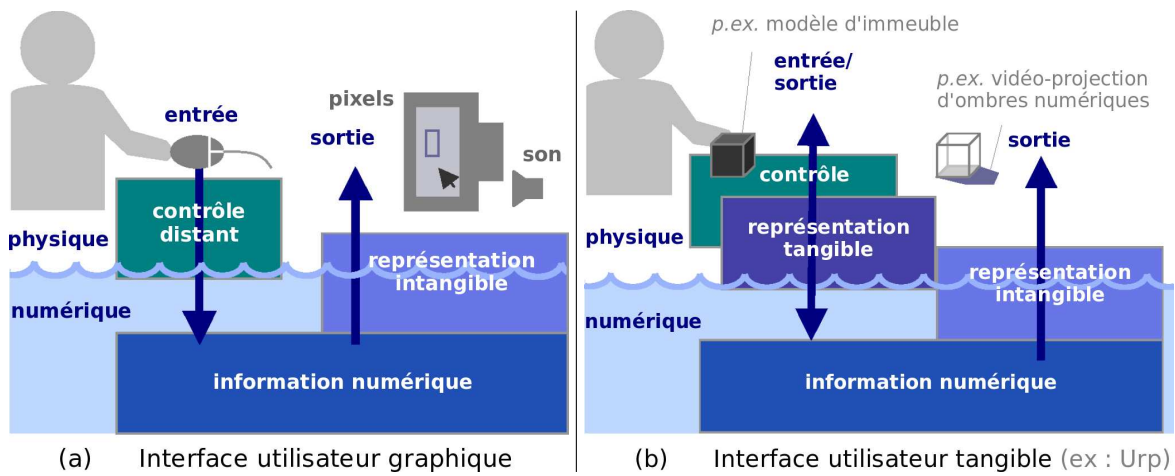 entrée
pixels
sortie
son
contrôle
distant
physique
représentation
intangible
numérique
information numérique
(a) Interface utilisateur graphique
p.ex. modèle d'immeuble
entrée/
sortie
p.ex. vidéo-projection
d'ombres numériques
sortie
contrôle
représentation
tangible
physique
représentation
intangible
numérique
information numérique
(b) Interface utilisateur tangible (ex : Urp)